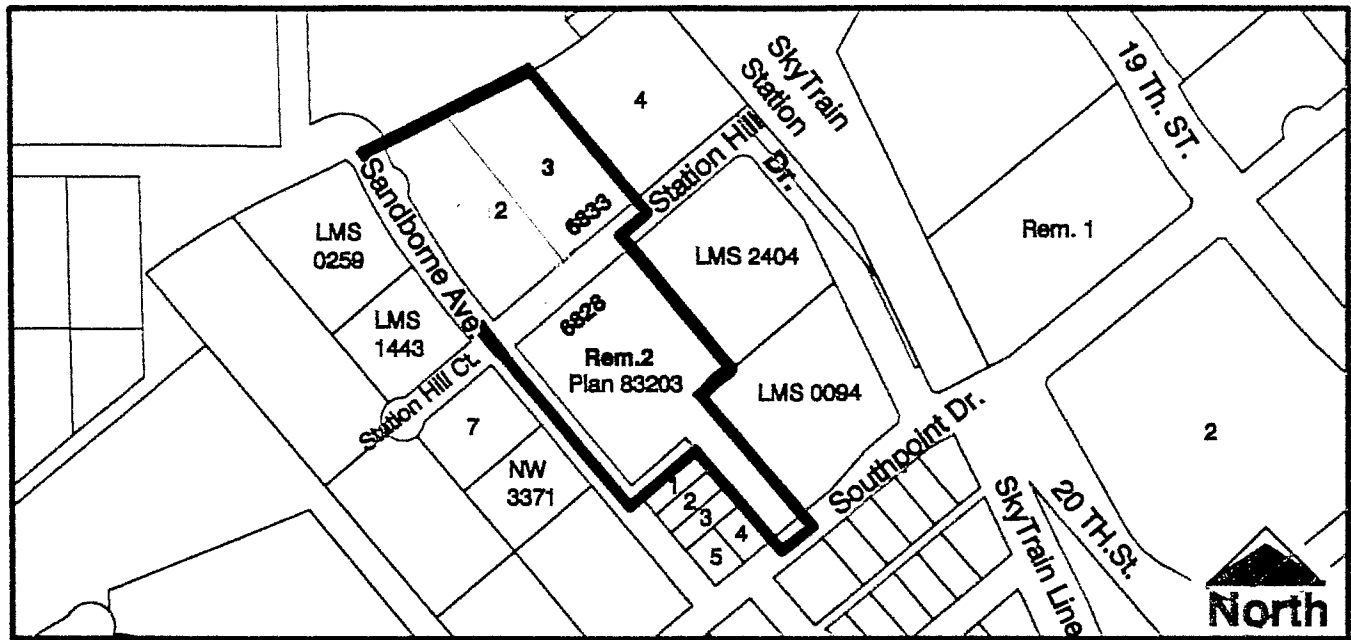 SkyTrain
Station
19 Th. ST.
4
3
2
6833
Station Hill
Dr.
Sandborne Ave.
LMS
0259
LMS 2404
Rem. 1
LMS
1443
6828
Rem.2
Plan 83203
LMS 0094
Station Hill Ct.
7
NW
3371
Southpoint Dr.
2
1
2
3
4
5
SkyTrain Line
20 TH.St.
North